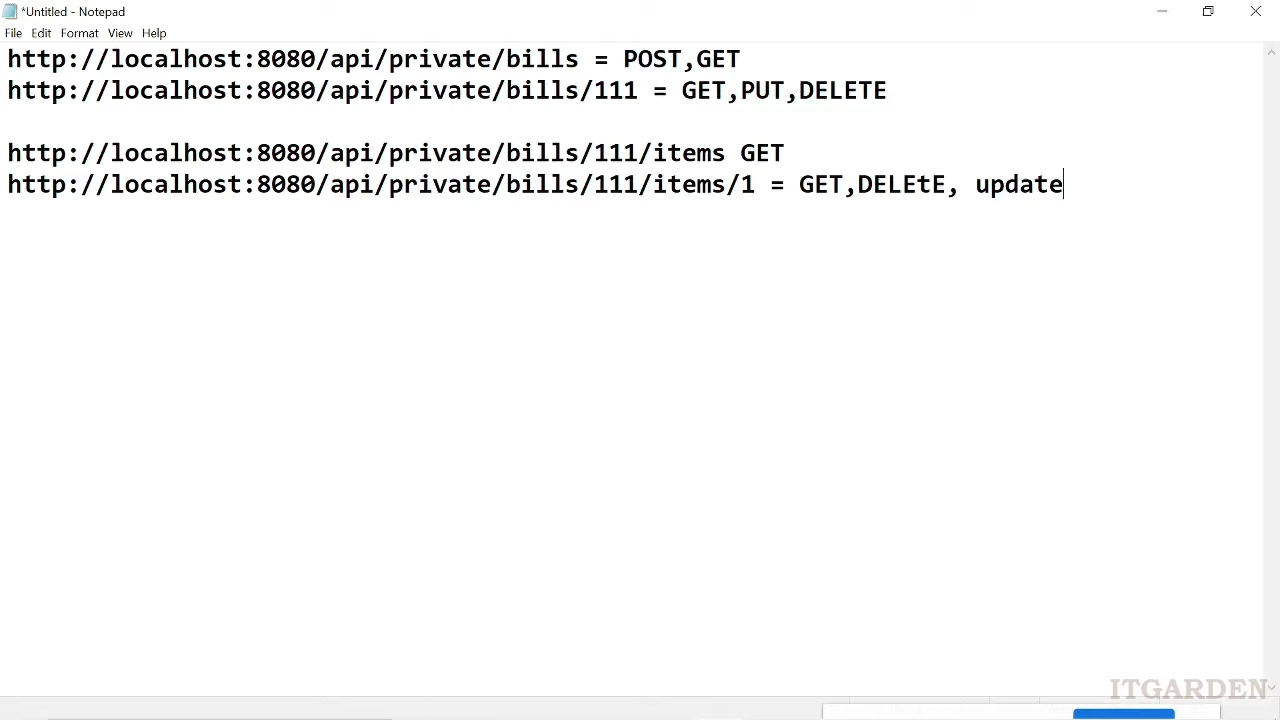 *Untitled - Notepad
File Edit Format View Help
http://localhost:8080/api/private/bills = POST,GET
http://localhost:8080/api/private/bills/111 = GET,PUT,DELETE
http://localhost:8080/api/private/bills/111/items GET
http://localhost:8080/api/private/bills/111/items/1 = GET,DELEtE, update
ITGARDEN